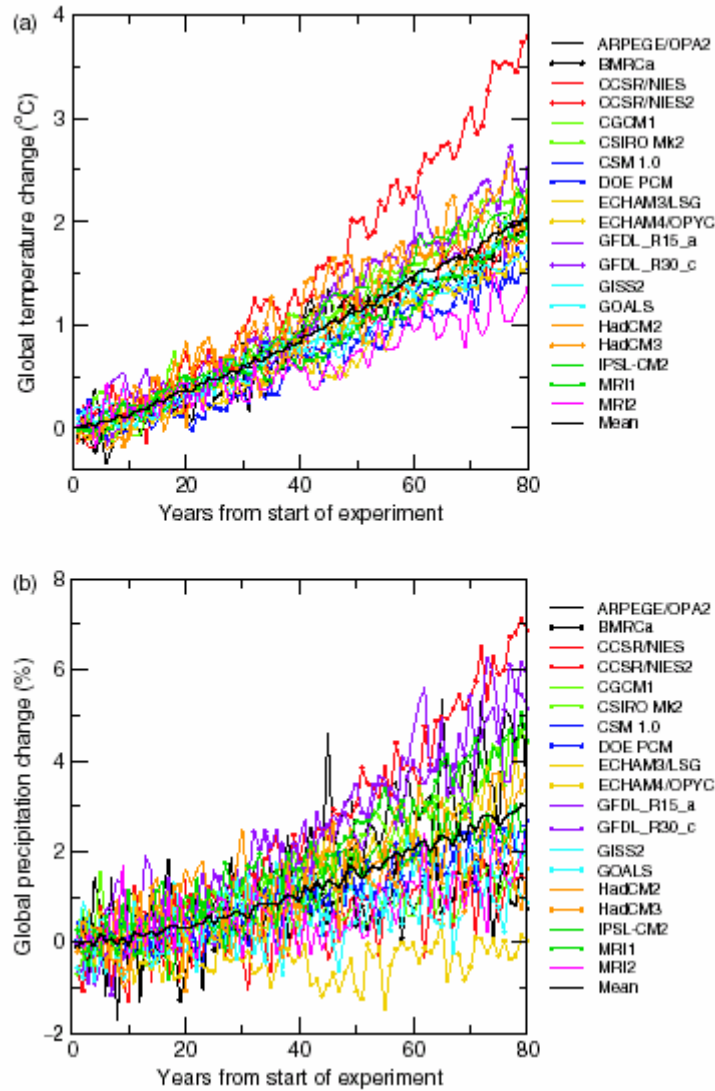 (a)
4
3
2
1
0
Global temperature change (°C)
0 20 40 60 80
Years from start of experiment
ARPEGE/OPA2
BMRCa
CCSR/NIES
CCSR/NIES2
CGCM1
CSIRO Mk2
CSM 1.0
DOE PCM
ECHAM3/LSG
ECHAM4/OPYC
GFDL_R15_a
GFDL_R30_c
GISS2
GOALS
HadCM2
HadCM3
IPSL-CM2
MRI1
MRI2
Mean
(b)
8
6
4
2
0
−2
Global precipitation change (%)
0 20 40 60 80
Years from start of experiment
ARPEGE/OPA2
BMRCa
CCSR/NIES
CCSR/NIES2
CGCM1
CSIRO Mk2
CSM 1.0
DOE PCM
ECHAM3/LSG
ECHAM4/OPYC
GFDL_R15_a
GFDL_R30_c
GISS2
GOALS
HadCM2
HadCM3
IPSL-CM2
MRI1
MRI2
Mean